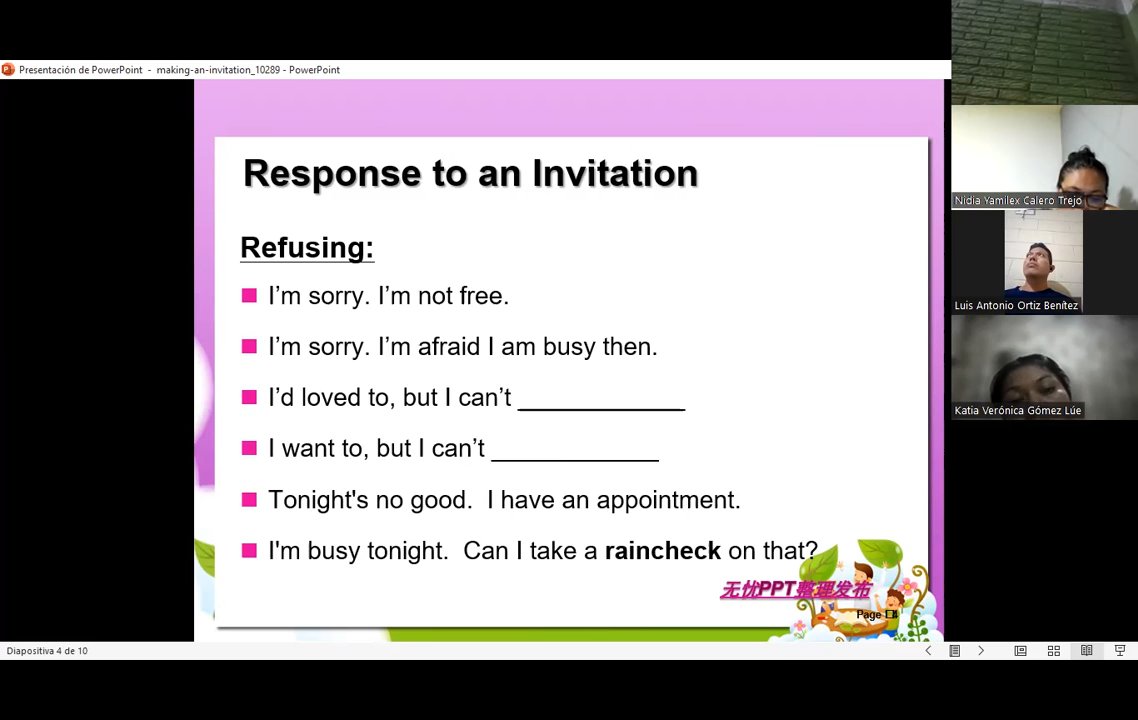 Presentación de PowerPoint - making-an-invitation_10289 - PowerPoint
Response to an Invitation
Refusing:
I'm sorry. I'm not free.
I'm sorry. I'm afraid I am busy then.
I'd loved to, but I can't ____________
I want to, but I can't ____________
Tonight's no good. I have an appointment.
I'm busy tonight. Can I take a raincheck on that?
无忧PPT整理发布
Page
Diapositiva 4 de 10
Nidia Yamilex Calero Trejo
Luis Antonio Ortiz Benítez
Katia Verónica Gómez Lúe